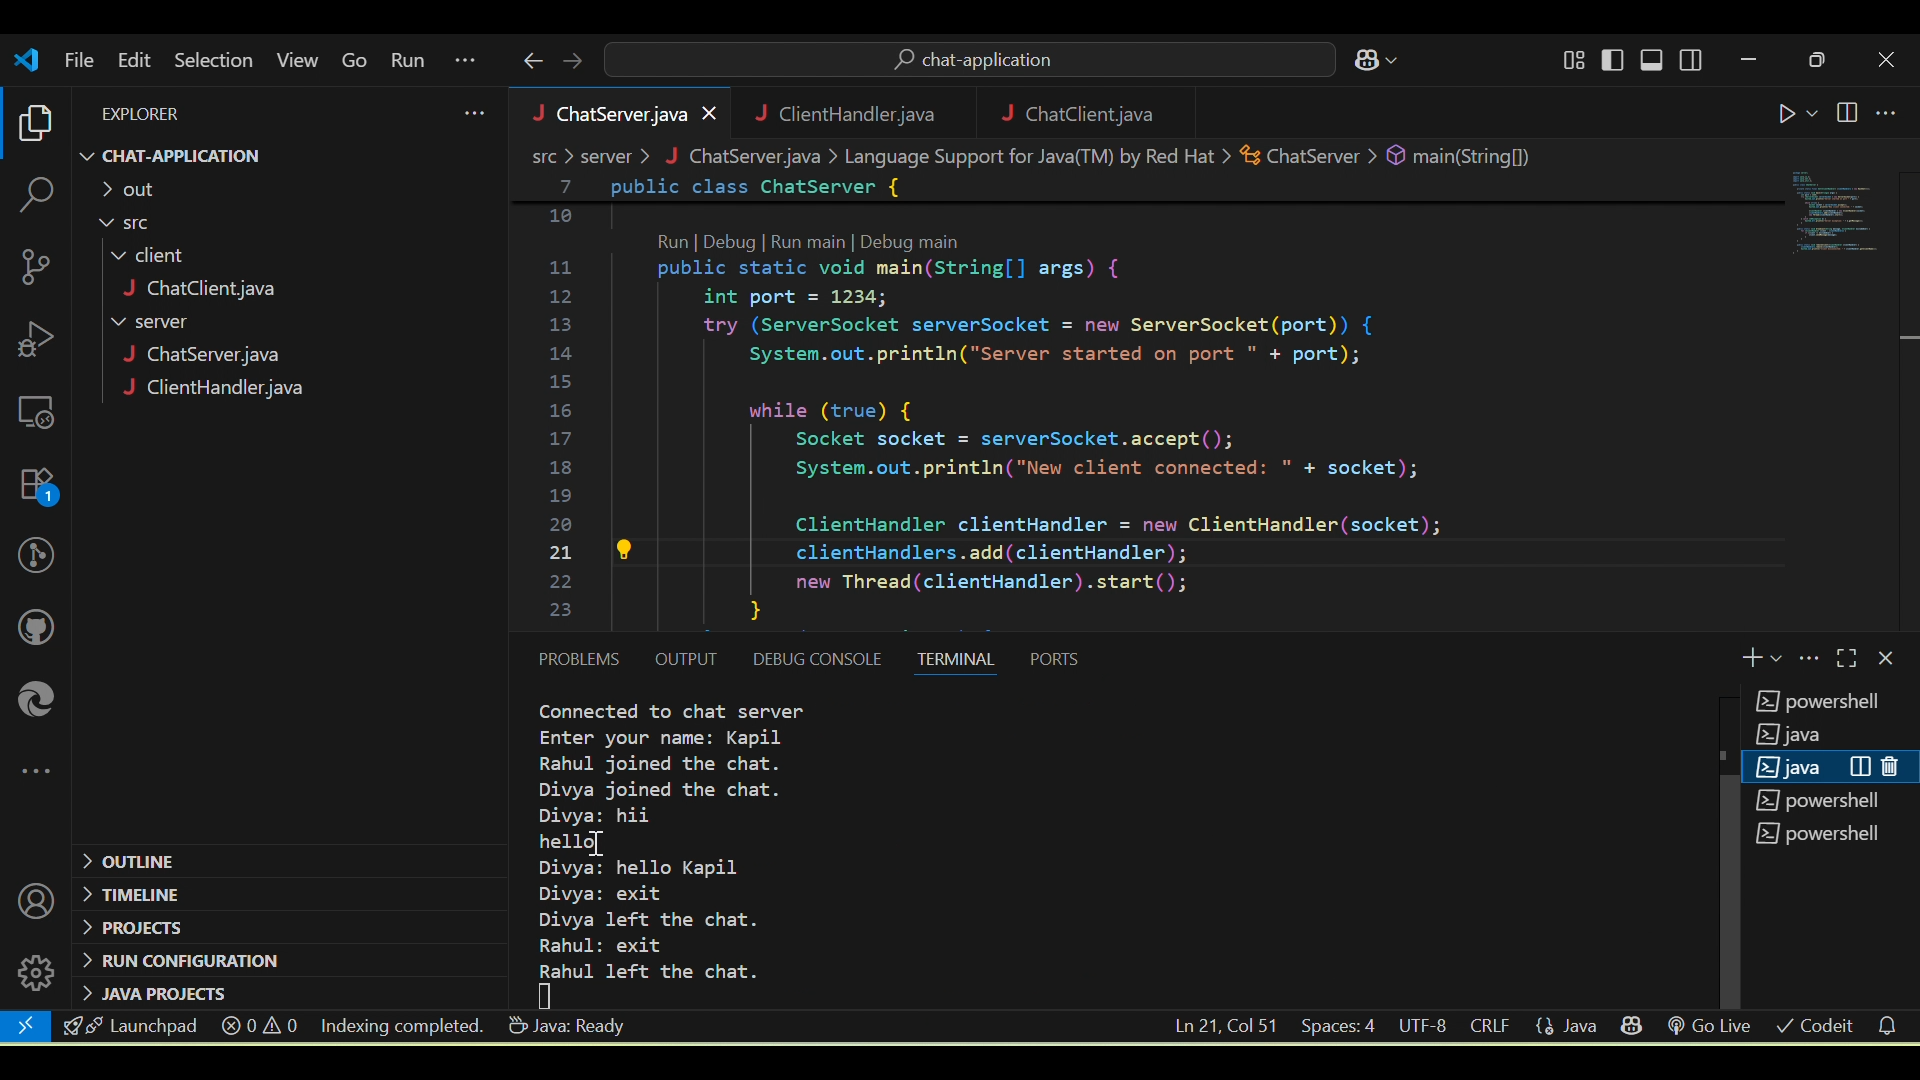 File Edit Selection View Go Run ··· chat-application
EXPLORER
CHAT-APPLICATION
out
src
client
ChatClient.java
server
ChatServer.java
ClientHandler.java
OUTLINE
TIMELINE
PROJECTS
RUN CONFIGURATION
JAVA PROJECTS
1
ChatServer.java ClientHandler.java ChatClient.java
src > server > ChatServer.java > Language Support for Java(TM) by Red Hat > ChatServer > main(String[])
7 public class ChatServer {
10
Run | Debug | Run main | Debug main
11 public static void main(String[] args) {
12 int port = 1234;
13 try (ServerSocket serverSocket = new ServerSocket(port)) {
14 System.out.println("Server started on port " + port);
15
16 while (true) {
17 Socket socket = serverSocket.accept();
18 System.out.println("New client connected: " + socket);
19
20 ClientHandler clientHandler = new ClientHandler(socket);
21 clientHandlers.add(clientHandler);
22 new Thread(clientHandler).start();
23 }
PROBLEMS OUTPUT DEBUG CONSOLE TERMINAL PORTS
Connected to chat server
Enter your name: Kapil
Rahul joined the chat.
Divya joined the chat.
Divya: hii
hello
Divya: hello Kapil
Divya: exit
Divya left the chat.
Rahul: exit
Rahul left the chat.
powershell
java
java
powershell
powershell
Launchpad 0 0 Indexing completed. Java: Ready Ln 21, Col 51 Spaces: 4 UTF-8 CRLF Java Go Live Codeit